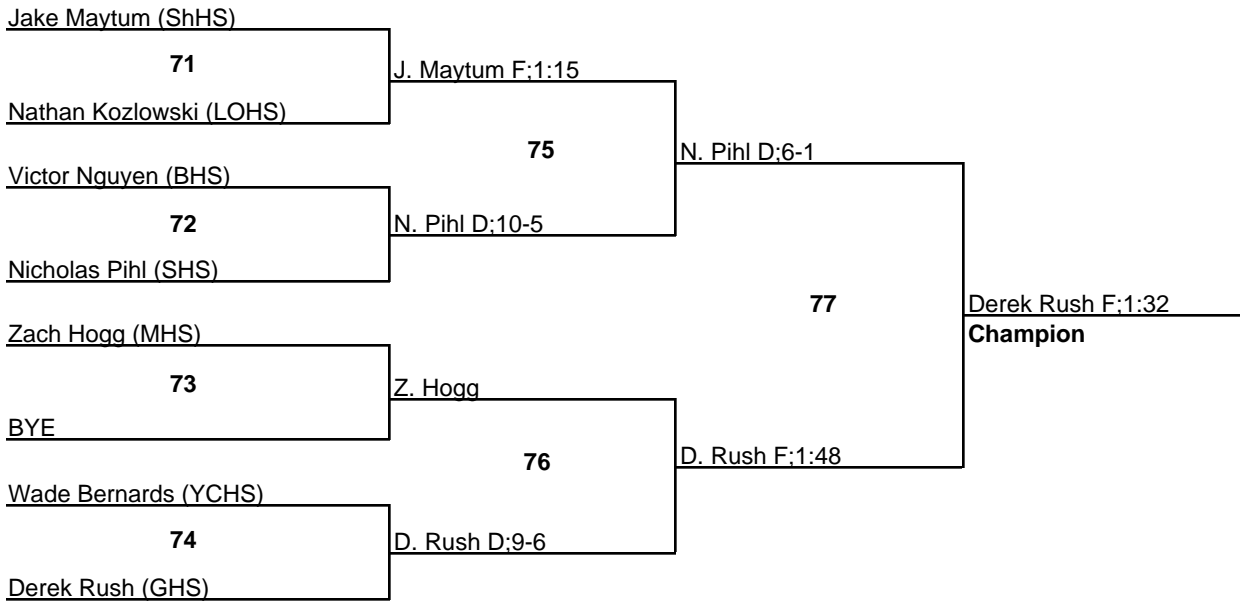 Jake Maytum (ShHS)
71
J. Maytum F;1:15
Nathan Kozlowski (LOHS)
75
N. Pihl D;6-1
Victor Nguyen (BHS)
72
N. Pihl D;10-5
Nicholas Pihl (SHS)
77
Derek Rush F;1:32
Champion
Zach Hogg (MHS)
73
Z. Hogg
BYE
76
D. Rush F;1:48
Wade Bernards (YCHS)
74
D. Rush D;9-6
Derek Rush (GHS)